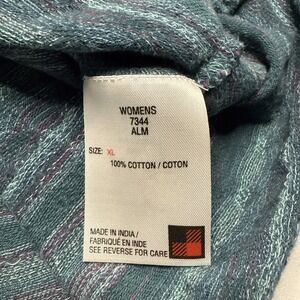 WOMENS
7344
ALM
SIZE: XL
100% COTTON / COTON
MADE IN INDIA /
FABRIQUÉ EN INDE
SEE REVERSE FOR CARE